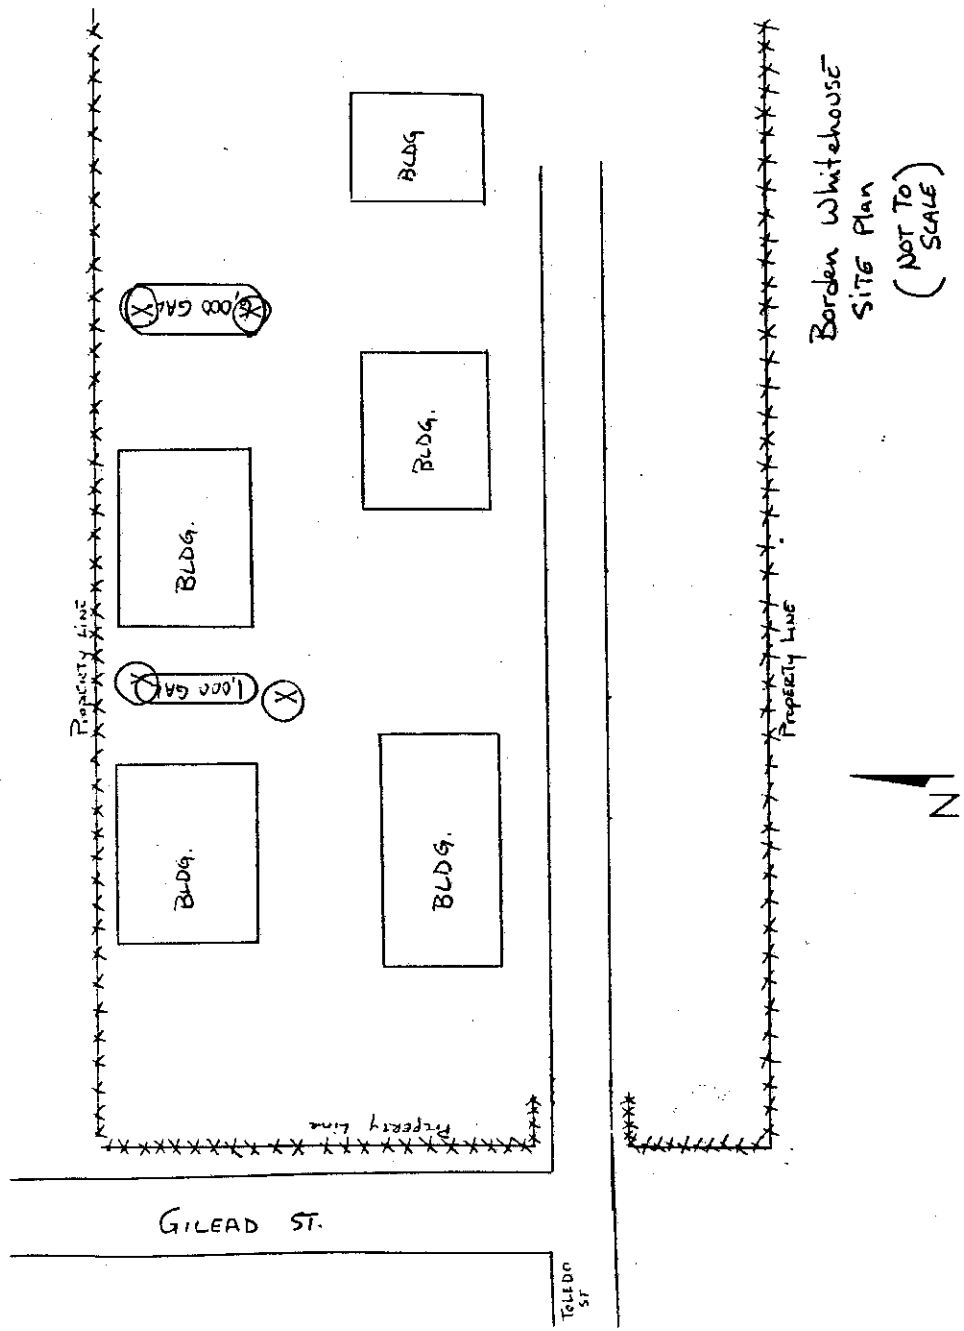 Borden Whitehouse
SITE Plan
(NOT TO
SCALE)
BLDG
BLDG.
BLDG.
BLDG.
BLDG.
,000 GAL
1,000 GAL
PROPERTY LINE
PROPERTY LINE
Property Line
GILEAD ST.
TOLEDO
ST
N